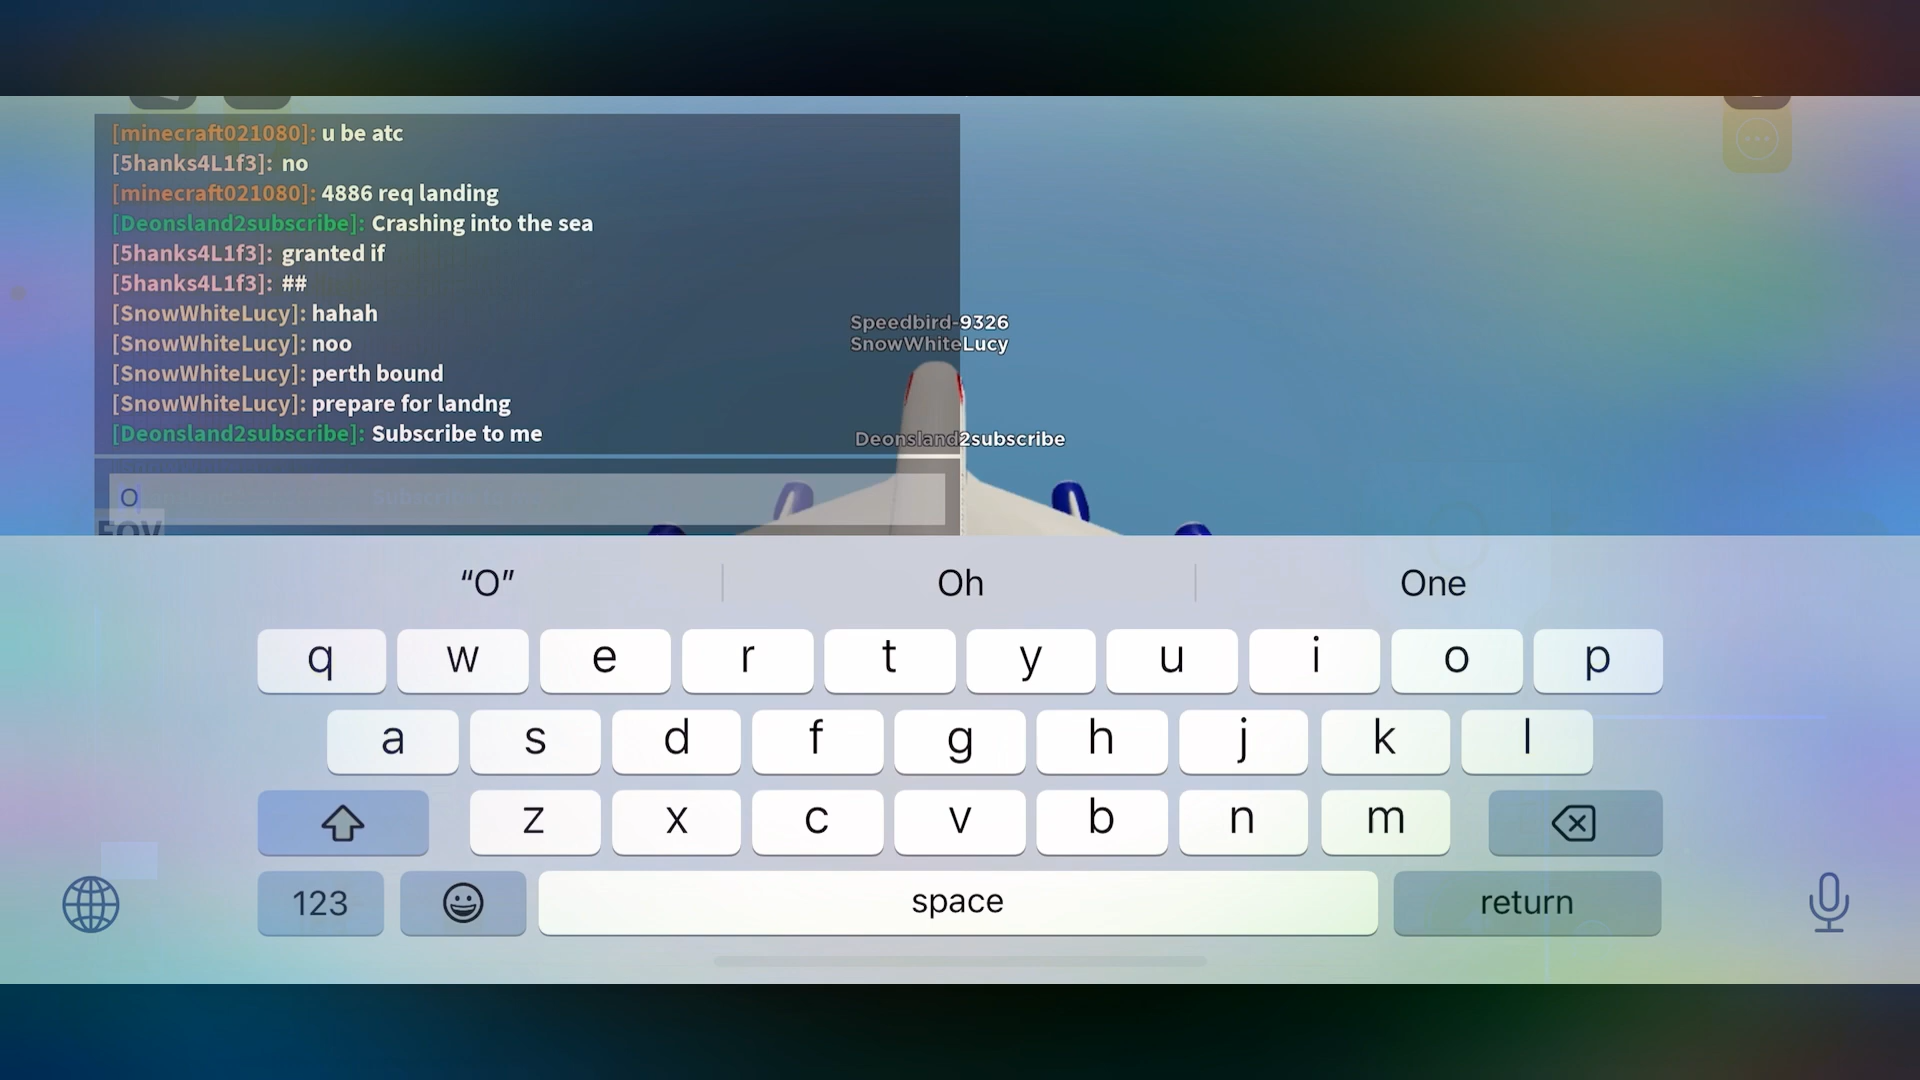 [minecraft021080]: u be atc
[5hanks4L1f3]: no
[minecraft021080]: 4886 req landing
[Deonsland2subscribe]: Crashing into the sea
[5hanks4L1f3]: granted if
[5hanks4L1f3]: ##
[SnowWhiteLucy]: hahah
[SnowWhiteLucy]: noo
[SnowWhiteLucy]: perth bound
[SnowWhiteLucy]: prepare for landng
[Deonsland2subscribe]: Subscribe to me
Speedbird-9326
SnowWhiteLucy
Deonsland2subscribe
O
FOV
“O” Oh One
q w e r t y u i o p
a s d f g h j k l
z x c v b n m
123 space return